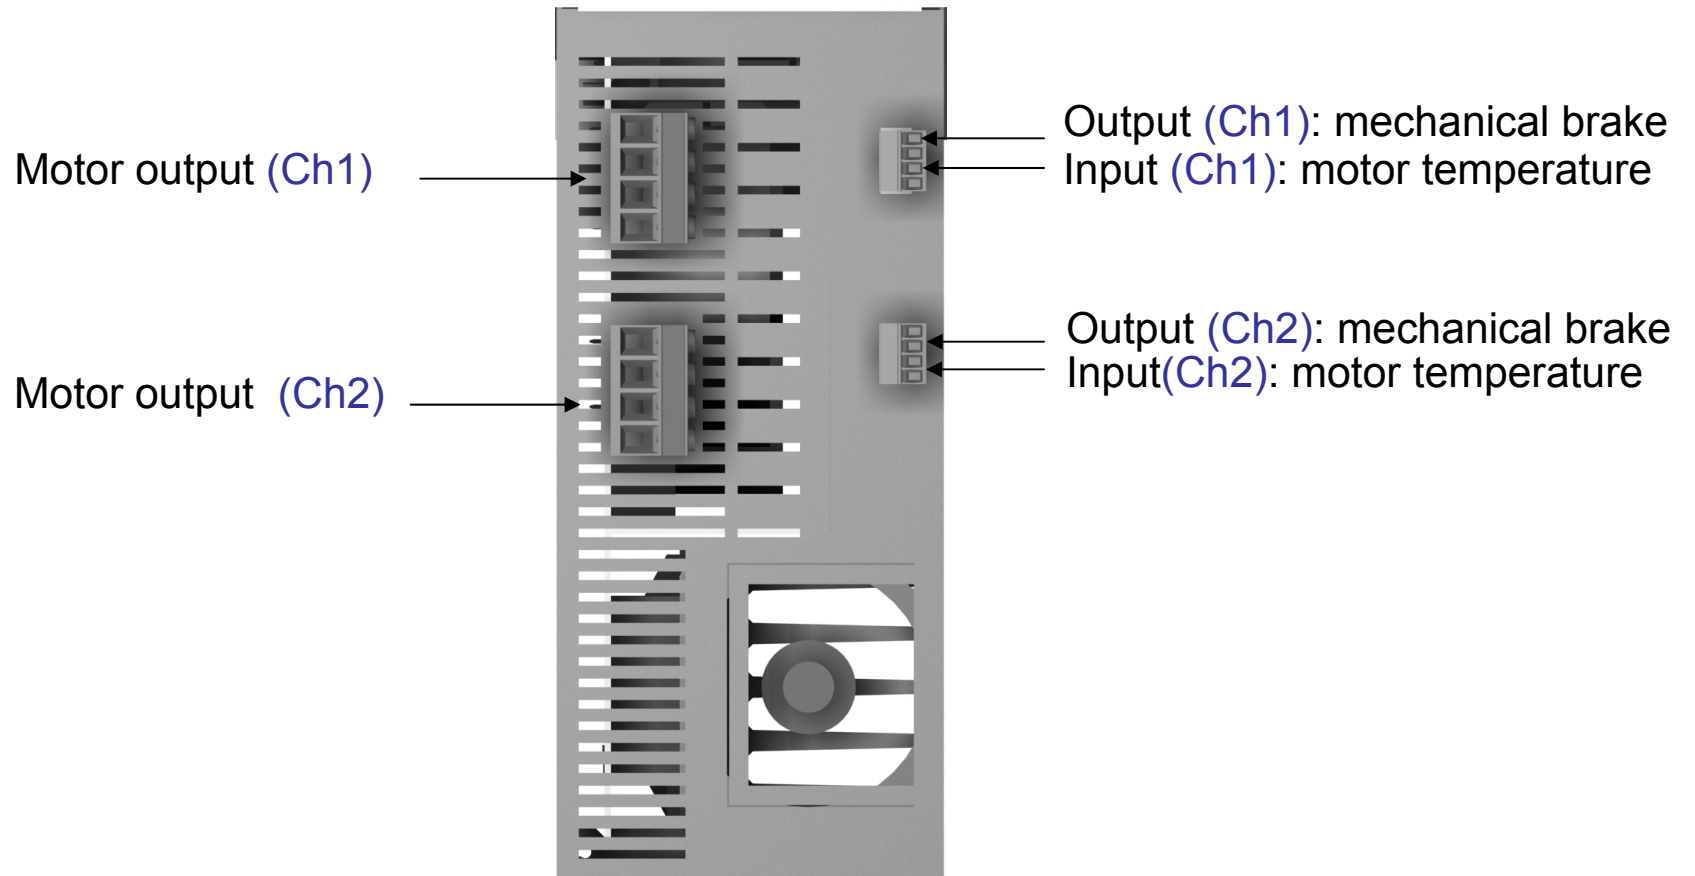 Output (Ch1): mechanical brake
Motor output (Ch1)
Input (Ch1): motor temperature
Output (Ch2): mechanical brake
Input(Ch2): motor temperature
Motor output (Ch2)